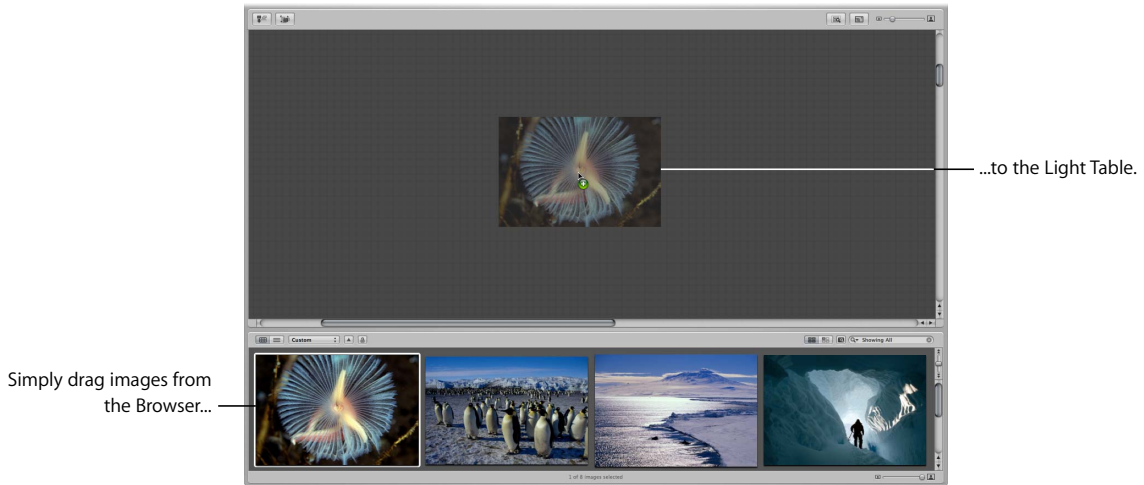 ...to the Light Table.
Custom
Showing All
Simply drag images from
the Browser...
1 of 8 images selected